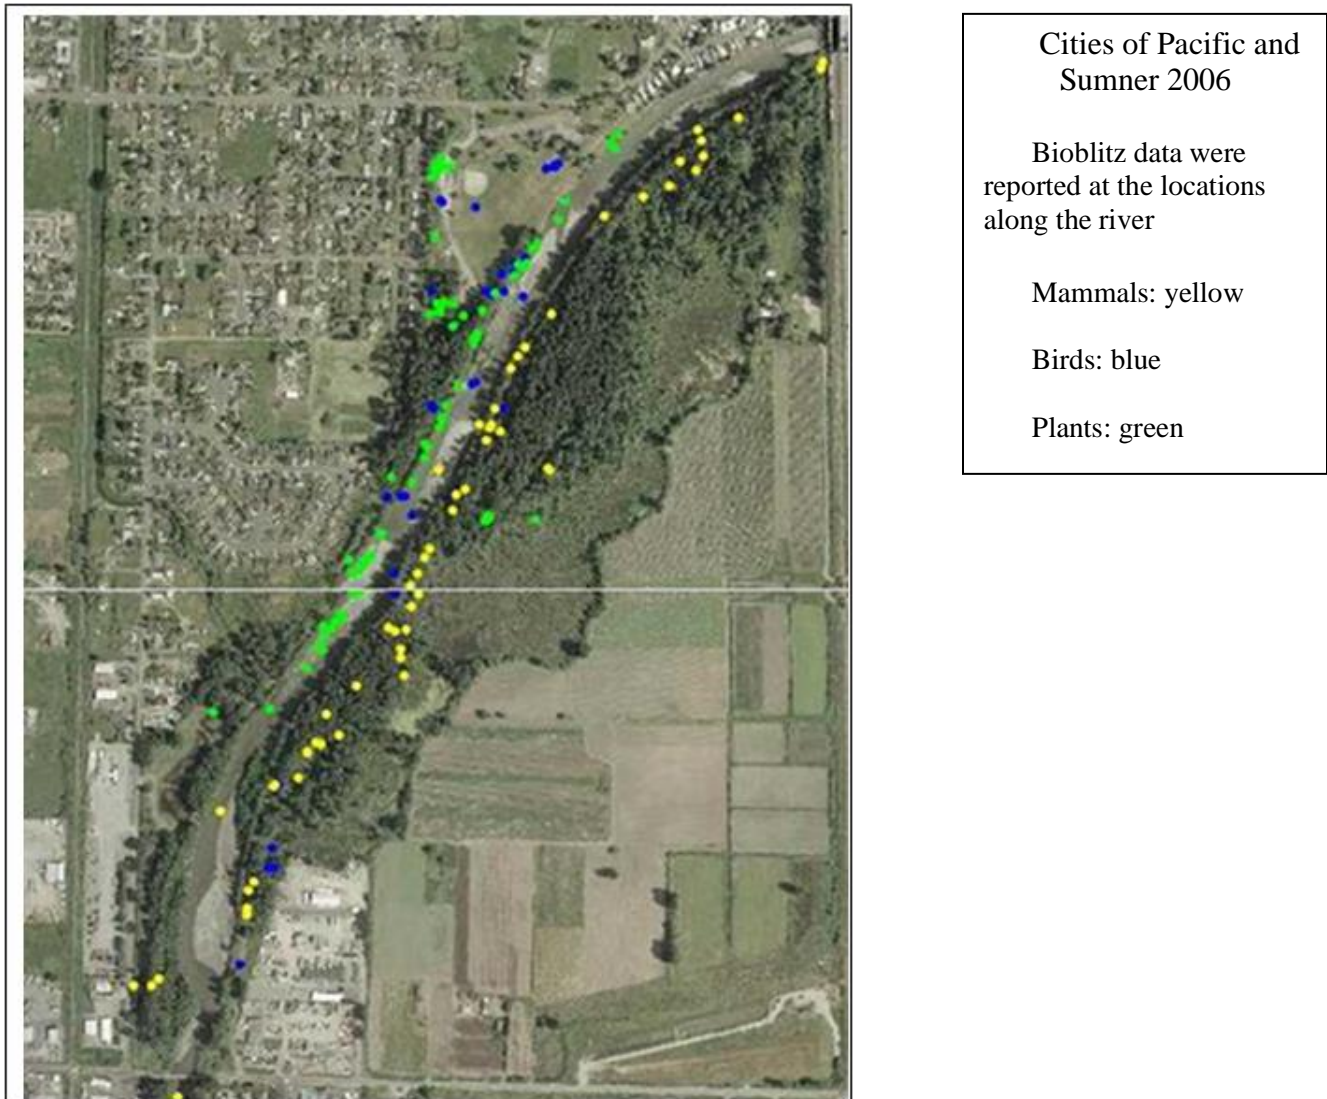 Cities of Pacific and
Sumner 2006
Bioblitz data were
reported at the locations
along the river
Mammals: yellow
Birds: blue
Plants: green